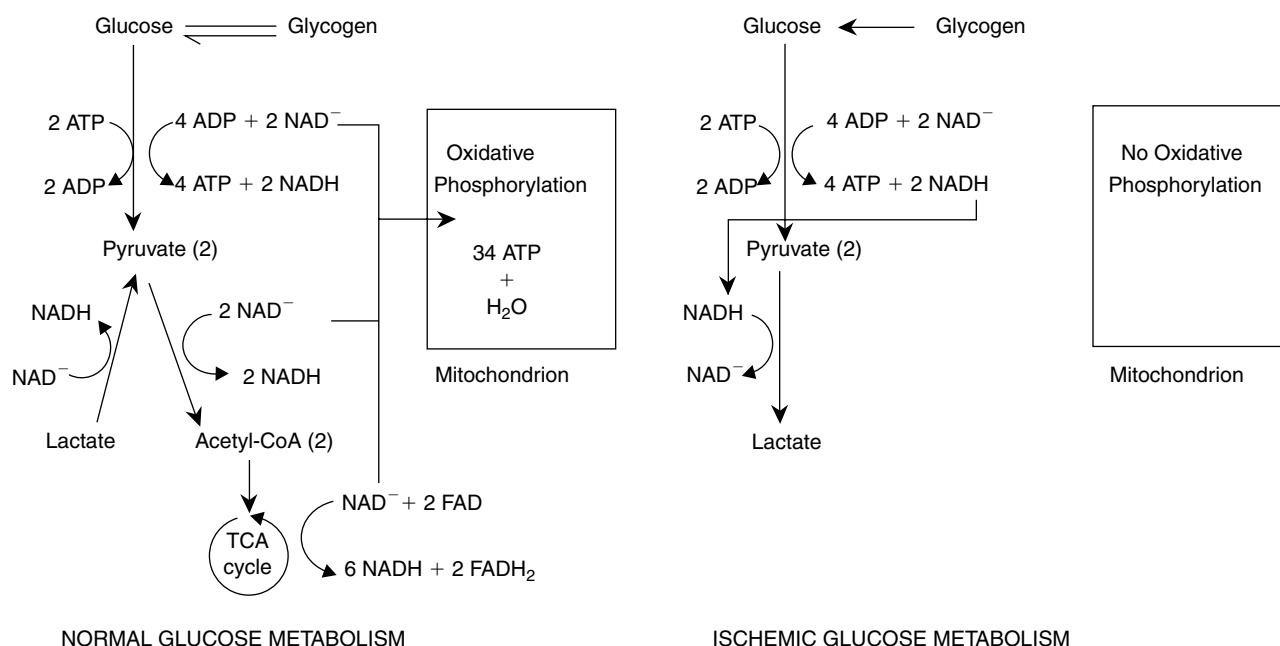 Glucose
Glycogen
2 ATP
4 ADP + 2 NAD⁻
2 ADP
4 ATP + 2 NADH
Pyruvate (2)
NADH
2 NAD⁻
NAD⁻
2 NADH
Lactate
Acetyl-CoA (2)
NAD⁻ + 2 FAD
TCA
cycle
6 NADH + 2 FADH₂
Oxidative
Phosphorylation
34 ATP
+
H₂O
Mitochondrion
NORMAL GLUCOSE METABOLISM
Glucose
Glycogen
2 ATP
4 ADP + 2 NAD⁻
2 ADP
4 ATP + 2 NADH
Pyruvate (2)
NADH
NAD⁻
Lactate
No Oxidative
Phosphorylation
Mitochondrion
ISCHEMIC GLUCOSE METABOLISM